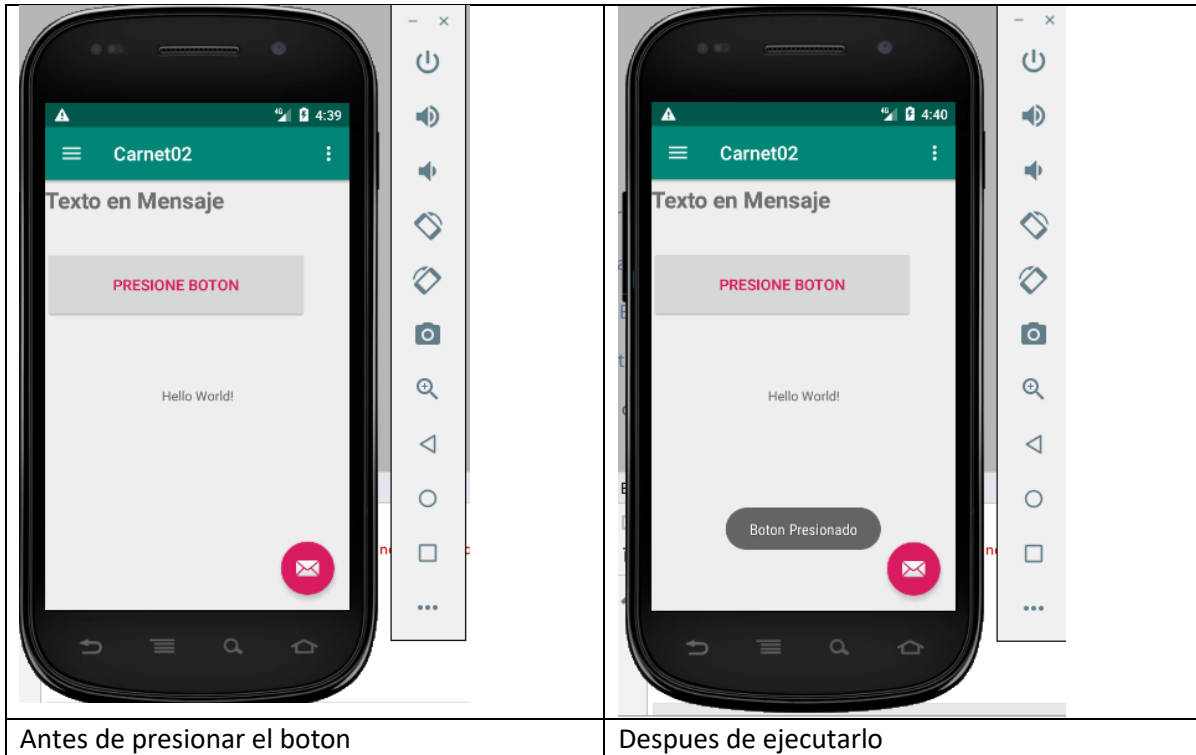 4:39
Carnet02
Texto en Mensaje
PRESIONE BOTON
Hello World!
Antes de presionar el boton
4:40
Carnet02
Texto en Mensaje
PRESIONE BOTON
Hello World!
Boton Presionado
Despues de ejecutarlo